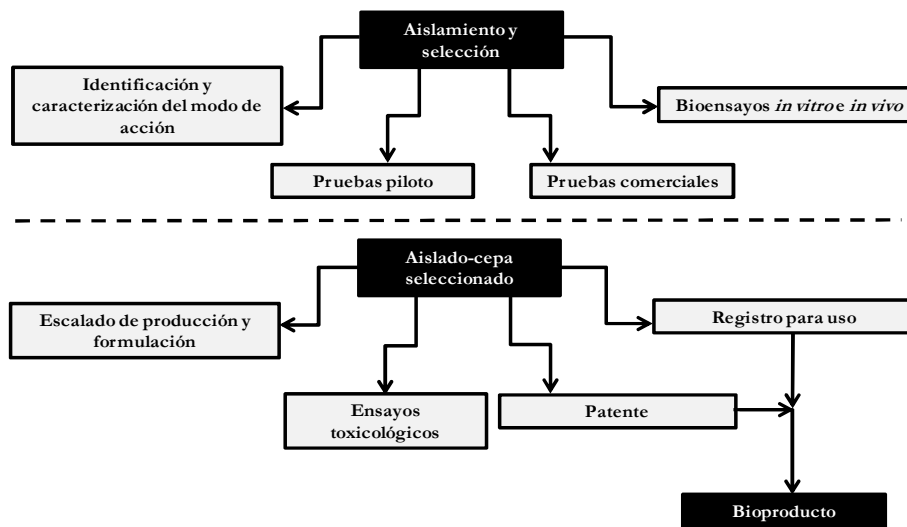 Aislamiento y
selección
Identificación y
caracterización del modo de
acción
Bioensayos in vitro e in vivo
Pruebas piloto
Pruebas comerciales
Aislado-cepa
seleccionado
Escalado de producción y
formulación
Registro para uso
Ensayos
toxicológicos
Patente
Bioproducto